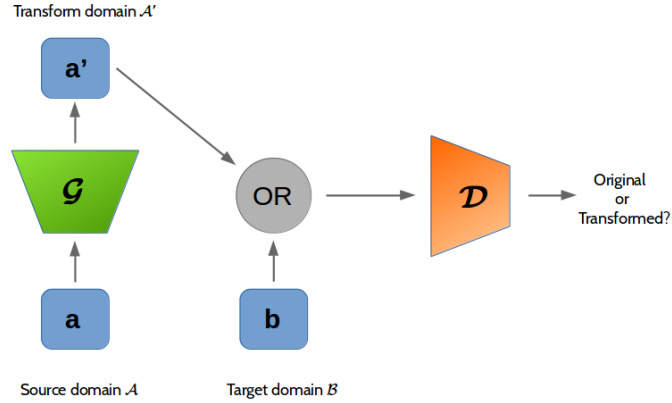 Transform domain 𝒜'
a'
𝒢
OR
𝒟
Original
or
Transformed?
a
b
Source domain 𝒜
Target domain ℬ